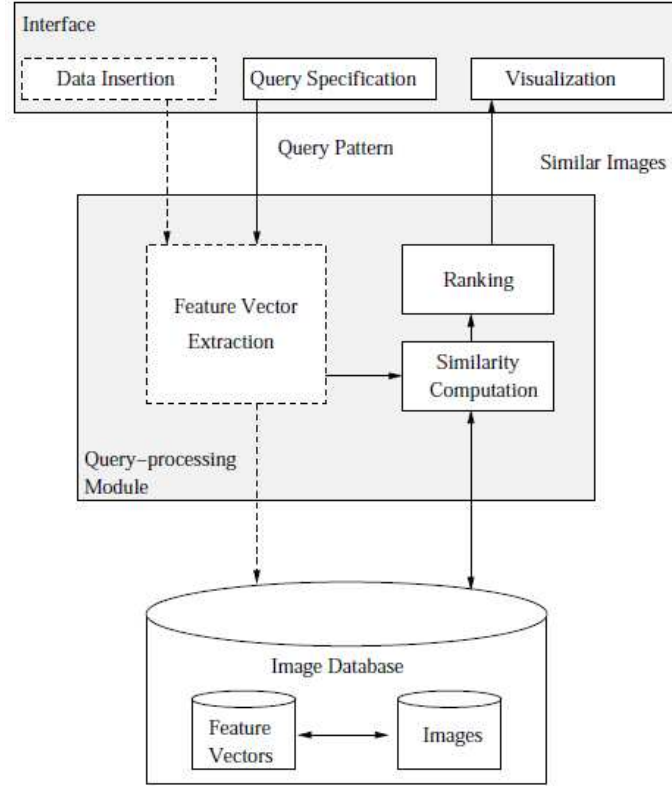 Interface
Data Insertion
Query Specification
Visualization
Query Pattern
Similar Images
Feature Vector
Extraction
Ranking
Similarity
Computation
Query–processing
Module
Image Database
Feature
Vectors
Images